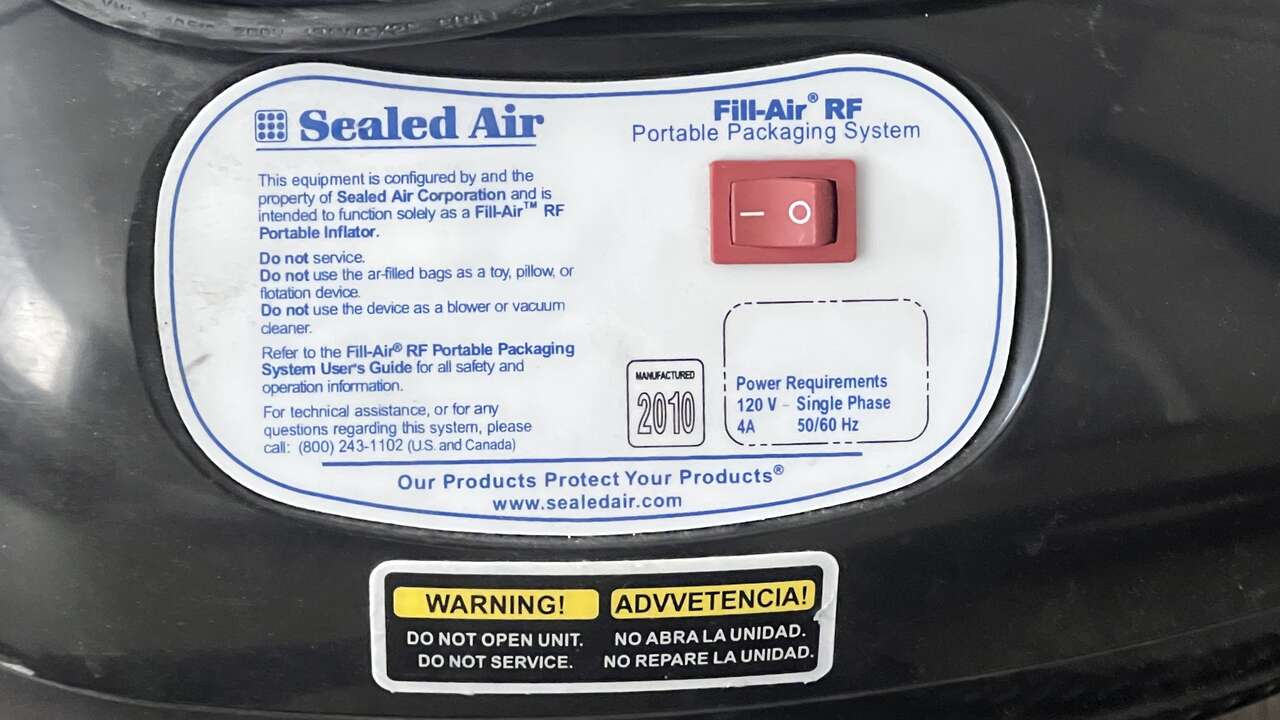 Sealed Air
Fill-Air® RF
Portable Packaging System
This equipment is configured by and the
property of Sealed Air Corporation and is
intended to function solely as a Fill-Air™ RF
Portable Inflator.
Do not service.
Do not use the ar-filled bags as a toy, pillow, or
flotation device.
Do not use the device as a blower or vacuum
cleaner.
Refer to the Fill-Air® RF Portable Packaging
System User's Guide for all safety and
operation information.
For technical assistance, or for any
questions regarding this system, please
call: (800) 243-1102 (U.S. and Canada)
MANUFACTURED
2010
Power Requirements
120 V - Single Phase
4A 50/60 Hz
Our Products Protect Your Products®
www.sealedair.com
WARNING!
DO NOT OPEN UNIT.
DO NOT SERVICE.
ADVVETENCIA!
NO ABRA LA UNIDAD.
NO REPARE LA UNIDAD.